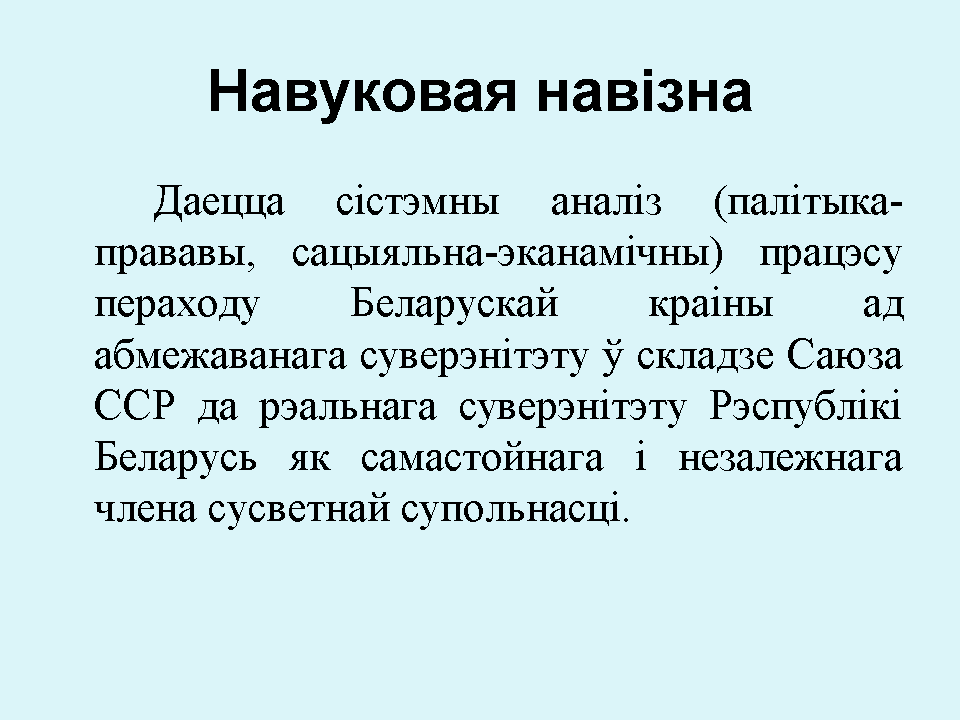 Навуковая навізна
Даецца сістэмны аналіз (палітыка-
прававы, сацыяльна-эканамічны) працэсу
пераходу Беларускай краіны ад
абмежаванага суверэнітэту ў складзе Саюза
ССР да рэальнага суверэнітэту Рэспублікі
Беларусь як самастойнага і незалежнага
члена сусветнай супольнасці.